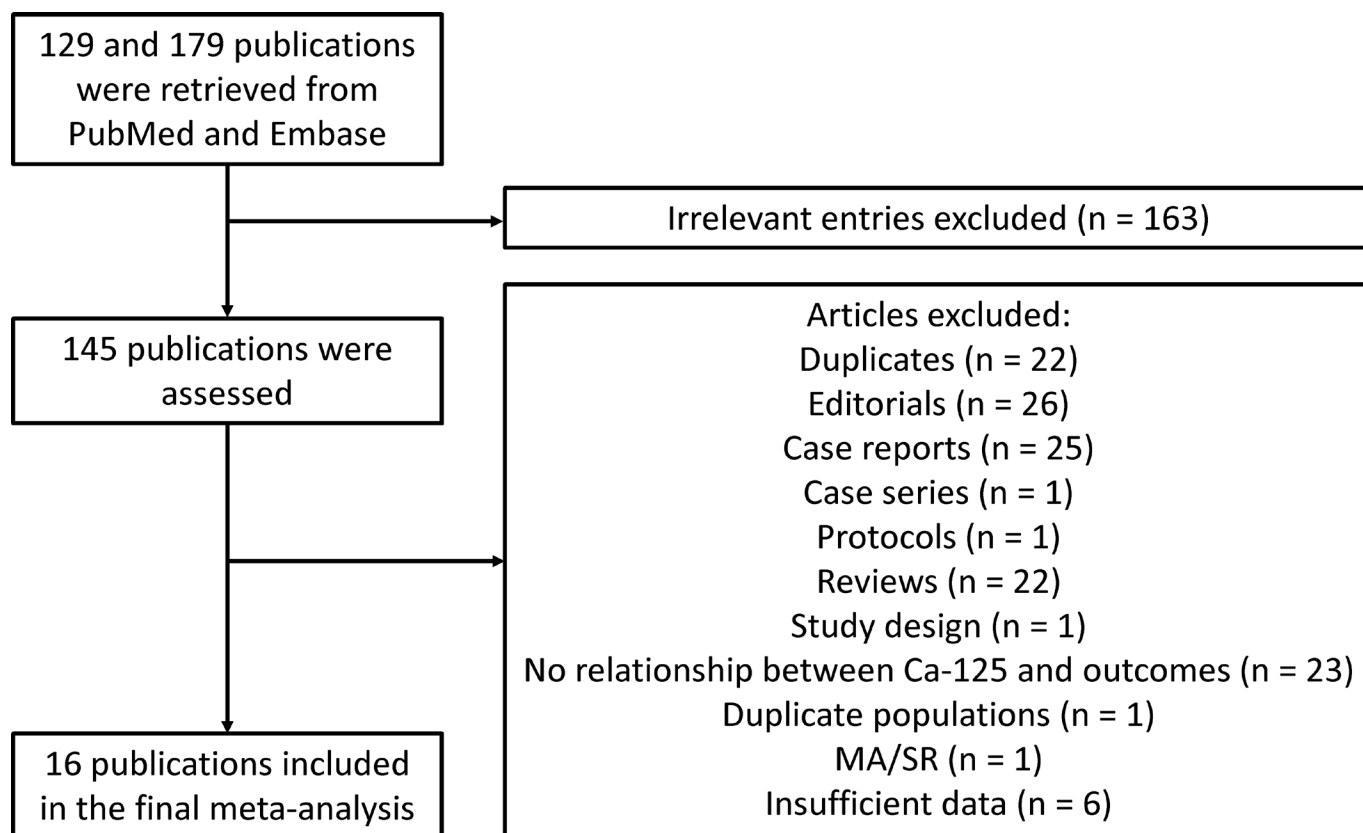 129 and 179 publications
were retrieved from
PubMed and Embase
Irrelevant entries excluded (n = 163)
145 publications were
assessed
Articles excluded:
Duplicates (n = 22)
Editorials (n = 26)
Case reports (n = 25)
Case series (n = 1)
Protocols (n = 1)
Reviews (n = 22)
Study design (n = 1)
No relationship between Ca-125 and outcomes (n = 23)
Duplicate populations (n = 1)
MA/SR (n = 1)
Insufficient data (n = 6)
16 publications included
in the final meta-analysis